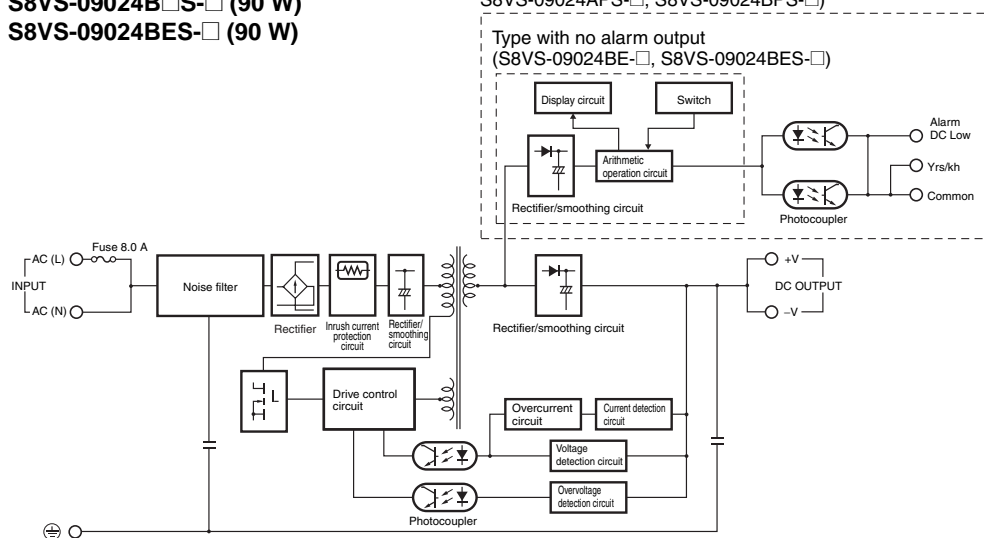 S8VS-09024B□S-□ (90 W)
S8VS-09024BES-□ (90 W)
S8VS-09024APS-□, S8VS-09024BPS-□)
Type with no alarm output
(S8VS-09024BE-□, S8VS-09024BES-□)
Display circuit
Switch
Arithmetic
operation circuit
Rectifier/smoothing circuit
Alarm
DC Low
Yrs/kh
Common
Photocoupler
INPUT
AC (L)
Fuse 8.0 A
AC (N)
Noise filter
Rectifier
Inrush current
protection
circuit
Rectifier/
smoothing
circuit
Rectifier/smoothing circuit
+V
DC OUTPUT
−V
Drive control
circuit
Overcurrent
circuit
Current detection
circuit
Voltage
detection circuit
Overvoltage
detection circuit
Photocoupler